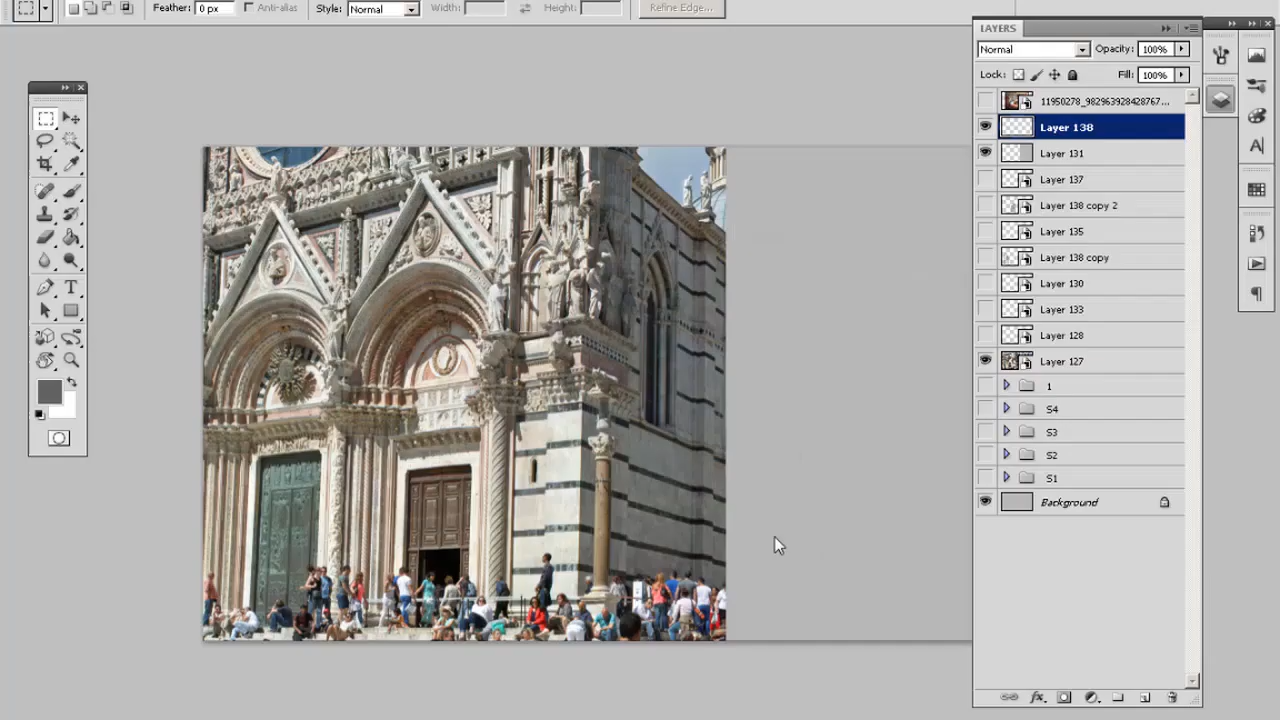 Feather: 0 px Anti-alias Style: Normal Width: Height: Refine Edge...
LAYERS
Normal Opacity: 100%
Lock: Fill: 100%
11950278_982963928428767...
Layer 138
Layer 131
Layer 137
Layer 138 copy 2
Layer 135
Layer 138 copy
Layer 130
Layer 133
Layer 128
Layer 127
1
S4
S3
S2
S1
Background